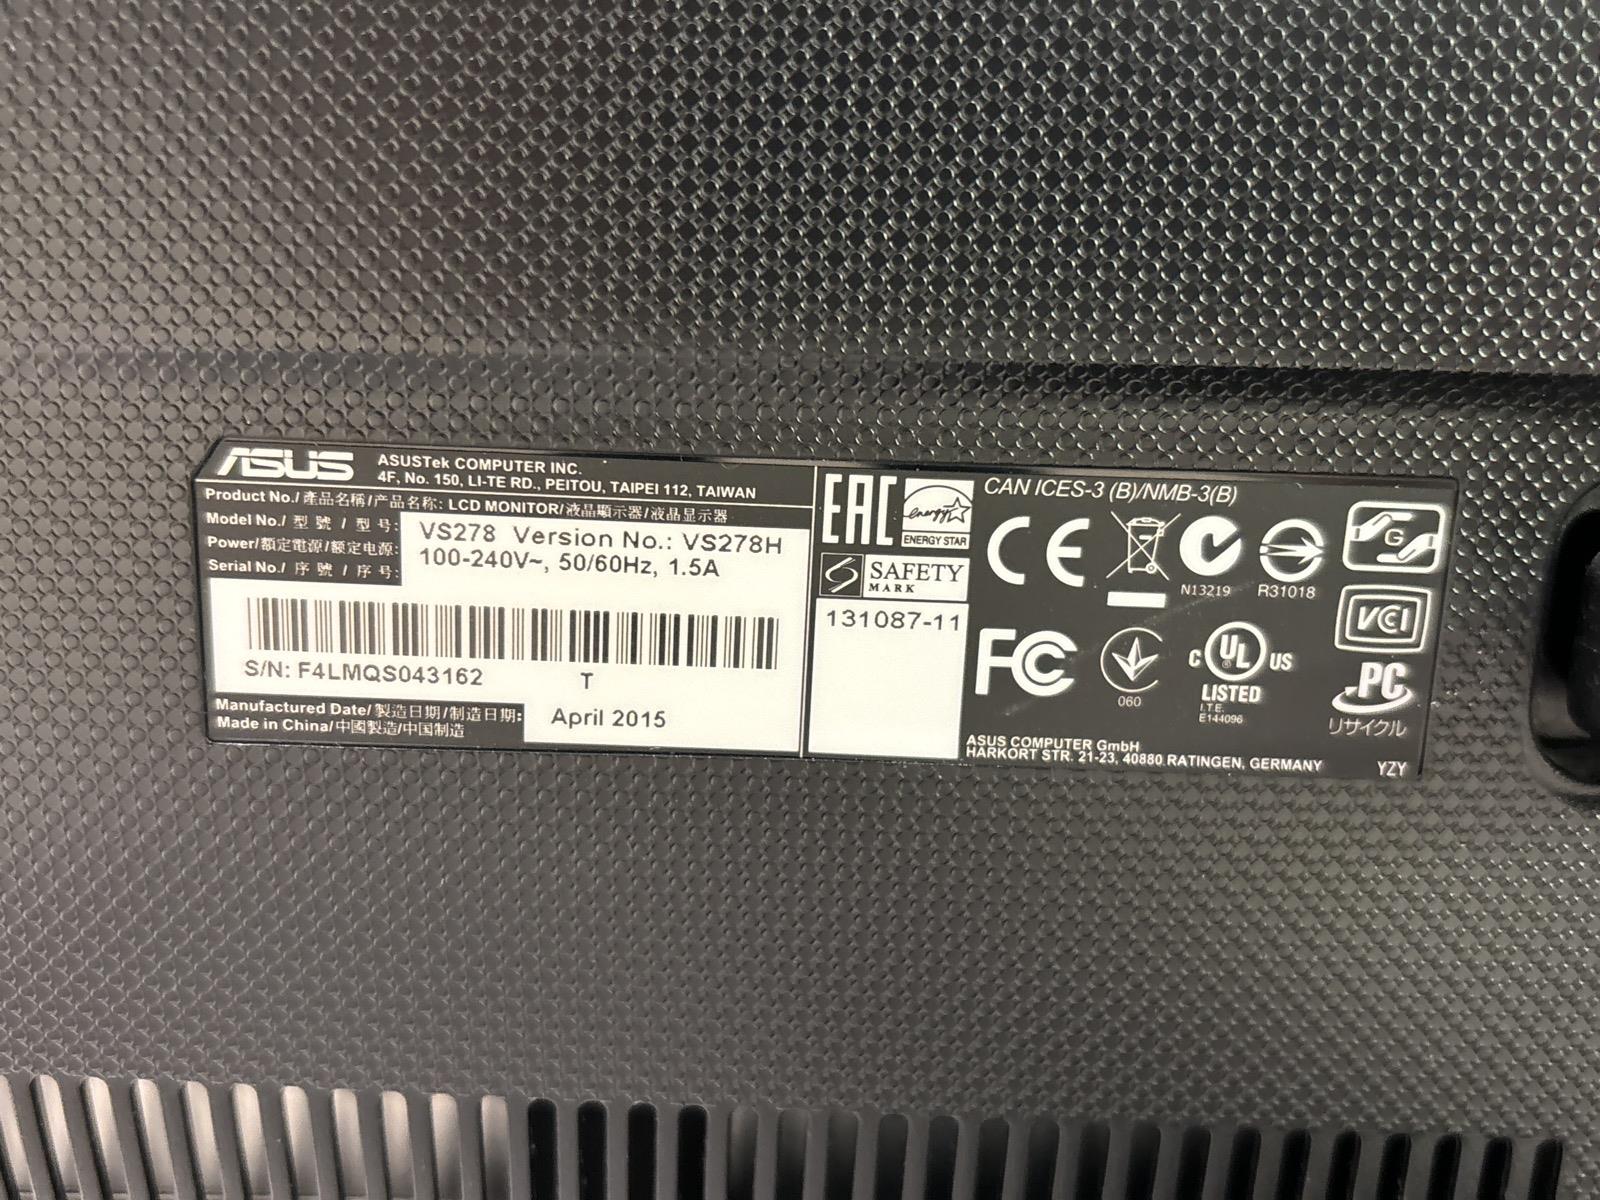 ASUS
ASUSTek COMPUTER INC.
4F, No. 150, LI-TE RD., PEITOU, TAIPEI 112, TAIWAN
Product No./產品名稱/产品名称: LCD MONITOR/液晶顯示器/液晶显示器
Model No./ 型 號 / 型 号: VS278 Version No.: VS278H
Power/額定電源/额定电源: 100-240V~, 50/60Hz, 1.5A
Serial No./ 序 號 / 序 号:
S/N: F4LMQS043162
T
Manufactured Date/製造日期/制造日期: April 2015
Made in China/中國製造/中国制造
EAC
energy
ENERGY STAR
SAFETY
MARK
131087-11
CAN ICES-3 (B)/NMB-3(B)
CE
N13219
R31018
G
VCCI
FC
060
C UL US
®
LISTED
I.T.E.
E144096
PC
リサイクル
ASUS COMPUTER GmbH
HARKORT STR. 21-23, 40880 RATINGEN, GERMANY
YZY